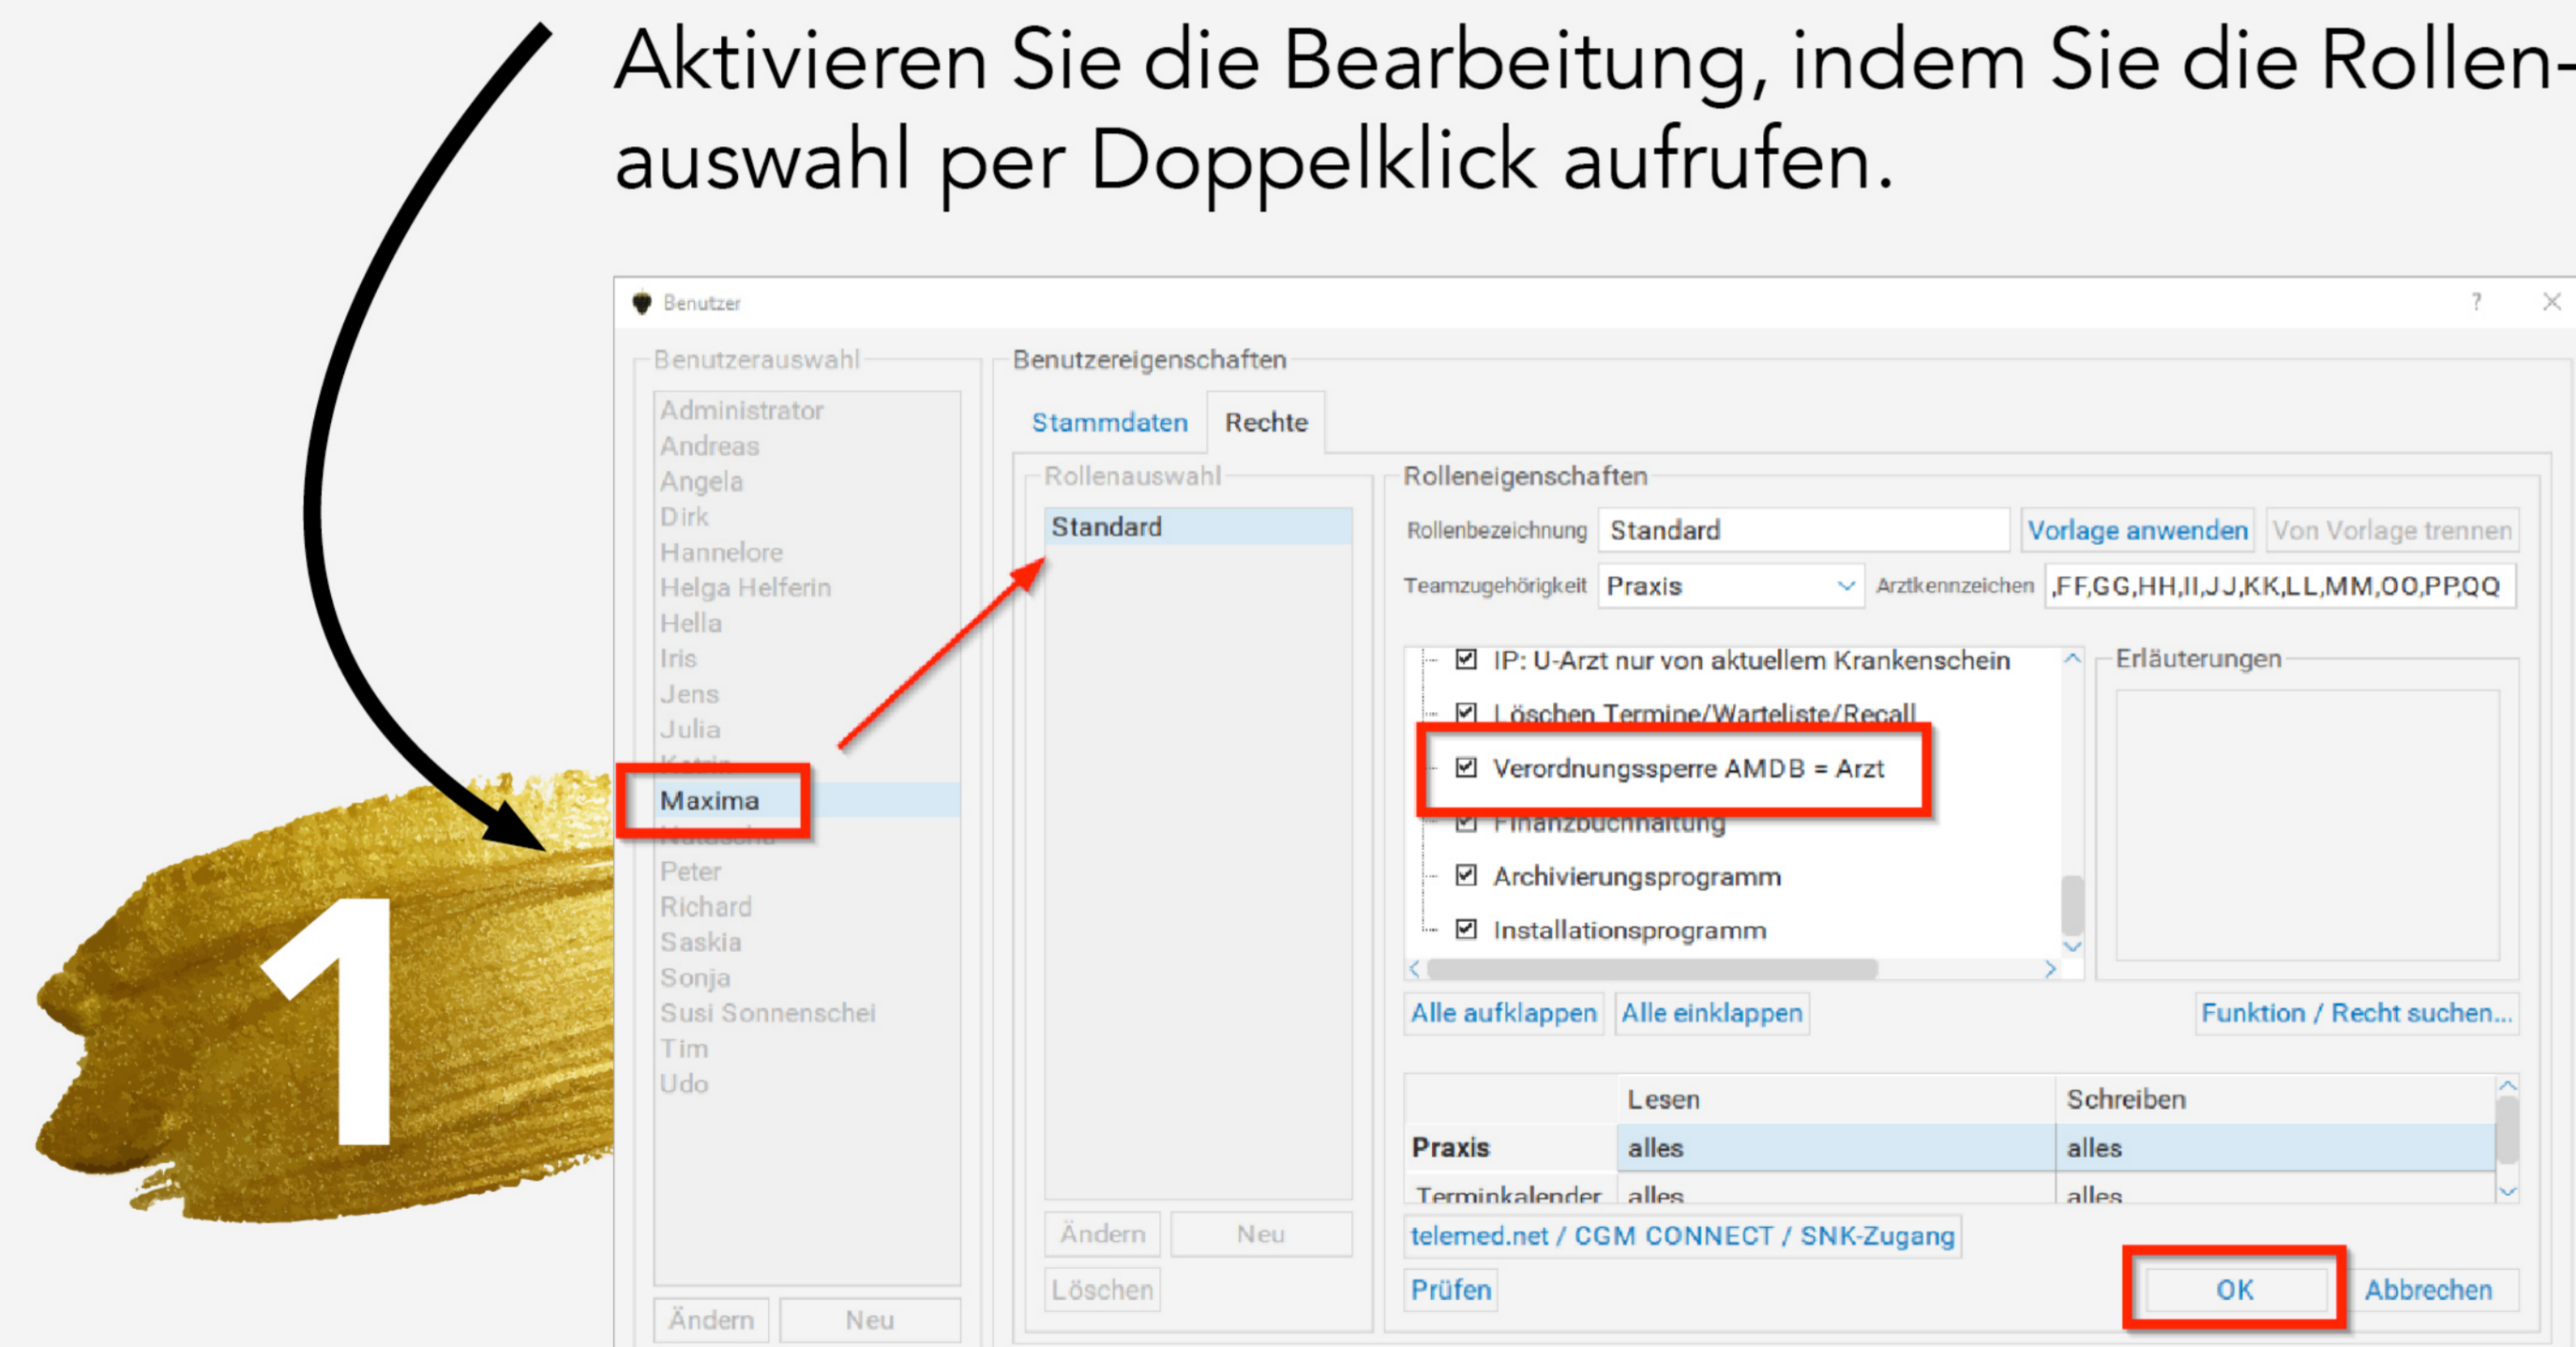 Aktivieren Sie die Bearbeitung, indem Sie die Rollen-
auswahl per Doppelklick aufrufen.
1
Benutzer
?
Benutzerauswahl
Administrator
Andreas
Angela
Dirk
Hannelore
Helga Helferin
Hella
Iris
Jens
Julia
Katrin
Maxima
Natascha
Peter
Richard
Saskia
Sonja
Susi Sonnenschei
Tim
Udo
Ändern Neu
Benutzereigenschaften
Stammdaten Rechte
Rollenauswahl
Standard
Ändern Neu
Löschen
Rolleneigenschaften
Rollenbezeichnung Standard Vorlage anwenden Von Vorlage trennen
Teamzugehörigkeit Praxis Arztkennzeichen ,FF,GG,HH,II,JJ,KK,LL,MM,OO,PP,QQ
IP: U-Arzt nur von aktuellem Krankenschein
Löschen Termine/Warteliste/Recall
Verordnungssperre AMDB = Arzt
Finanzbuchhaltung
Archivierungsprogramm
Installationsprogramm
Erläuterungen
Alle aufklappen Alle einklappen Funktion / Recht suchen...
Lesen Schreiben
Praxis alles alles
Terminkalender alles alles
telemed.net / CGM CONNECT / SNK-Zugang
Prüfen OK Abbrechen